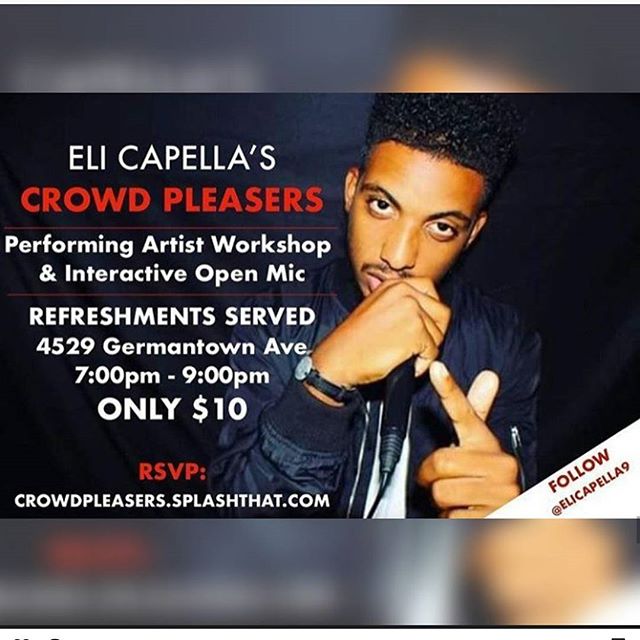 ELI CAPELLA'S
CROWD PLEASERS
Performing Artist Workshop
& Interactive Open Mic
REFRESHMENTS SERVED
4529 Germantown Ave
7:00pm - 9:00pm
ONLY $10
RSVP:
CROWDPLEASERS.SPLASHTHAT.COM
FOLLOW
@ELICAPELLA9